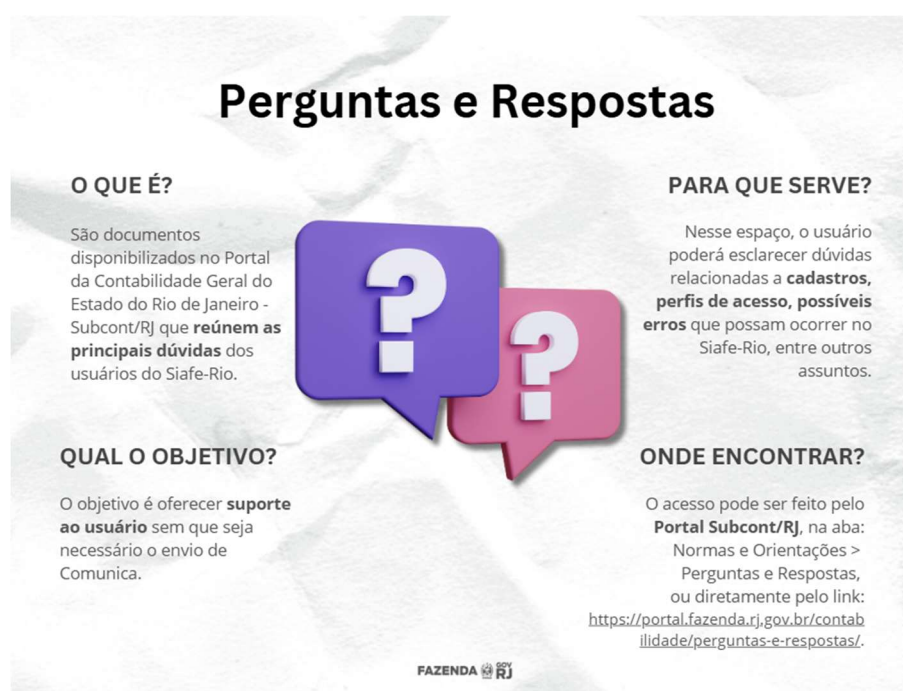 Perguntas e Respostas
O QUE É?
São documentos
disponibilizados no Portal
da Contabilidade Geral do
Estado do Rio de Janeiro -
Subcont/RJ que reúnem as
principais dúvidas dos
usuários do Siafe-Rio.
PARA QUE SERVE?
Nesse espaço, o usuário
poderá esclarecer dúvidas
relacionadas a cadastros,
perfis de acesso, possíveis
erros que possam ocorrer no
Siafe-Rio, entre outros
assuntos.
? ?
QUAL O OBJETIVO?
O objetivo é oferecer suporte
ao usuário sem que seja
necessário o envio de
Comunica.
ONDE ENCONTRAR?
O acesso pode ser feito pelo
Portal Subcont/RJ, na aba:
Normas e Orientações >
Perguntas e Respostas,
ou diretamente pelo link:
https://portal.fazenda.rj.gov.br/contab
ilidade/perguntas-e-respostas/.
FAZENDA GOV RJ